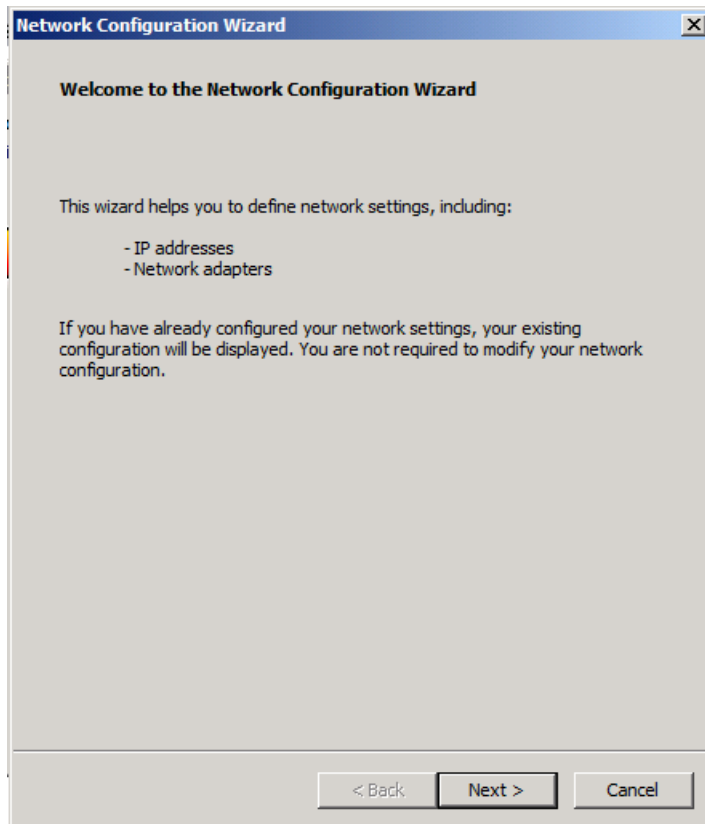 Network Configuration Wizard
Welcome to the Network Configuration Wizard
This wizard helps you to define network settings, including:
- IP addresses
- Network adapters
If you have already configured your network settings, your existing
configuration will be displayed. You are not required to modify your network
configuration.
< Back Next > Cancel